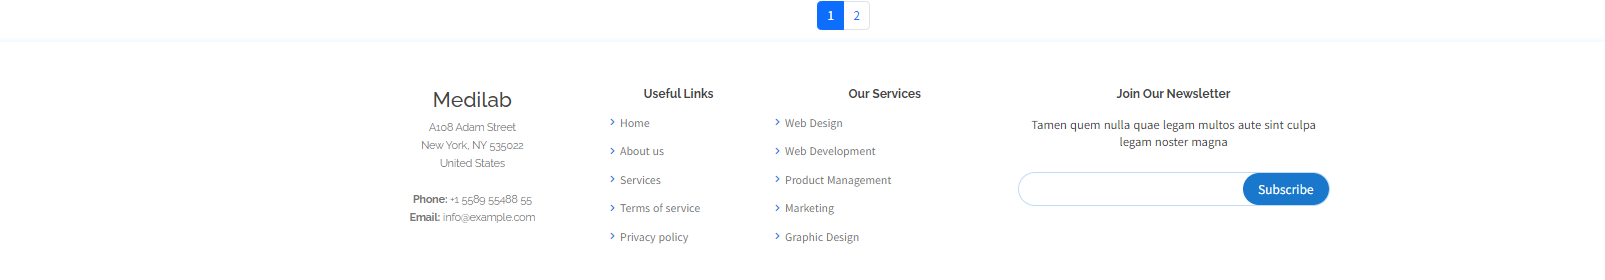 1 2
Medilab
A108 Adam Street
New York, NY 535022
United States
Phone: +1 5589 55488 55
Email: info@example.com
Useful Links
Home
About us
Services
Terms of service
Privacy policy
Our Services
Web Design
Web Development
Product Management
Marketing
Graphic Design
Join Our Newsletter
Tamen quem nulla quae legam multos aute sint culpa
legam noster magna
Subscribe